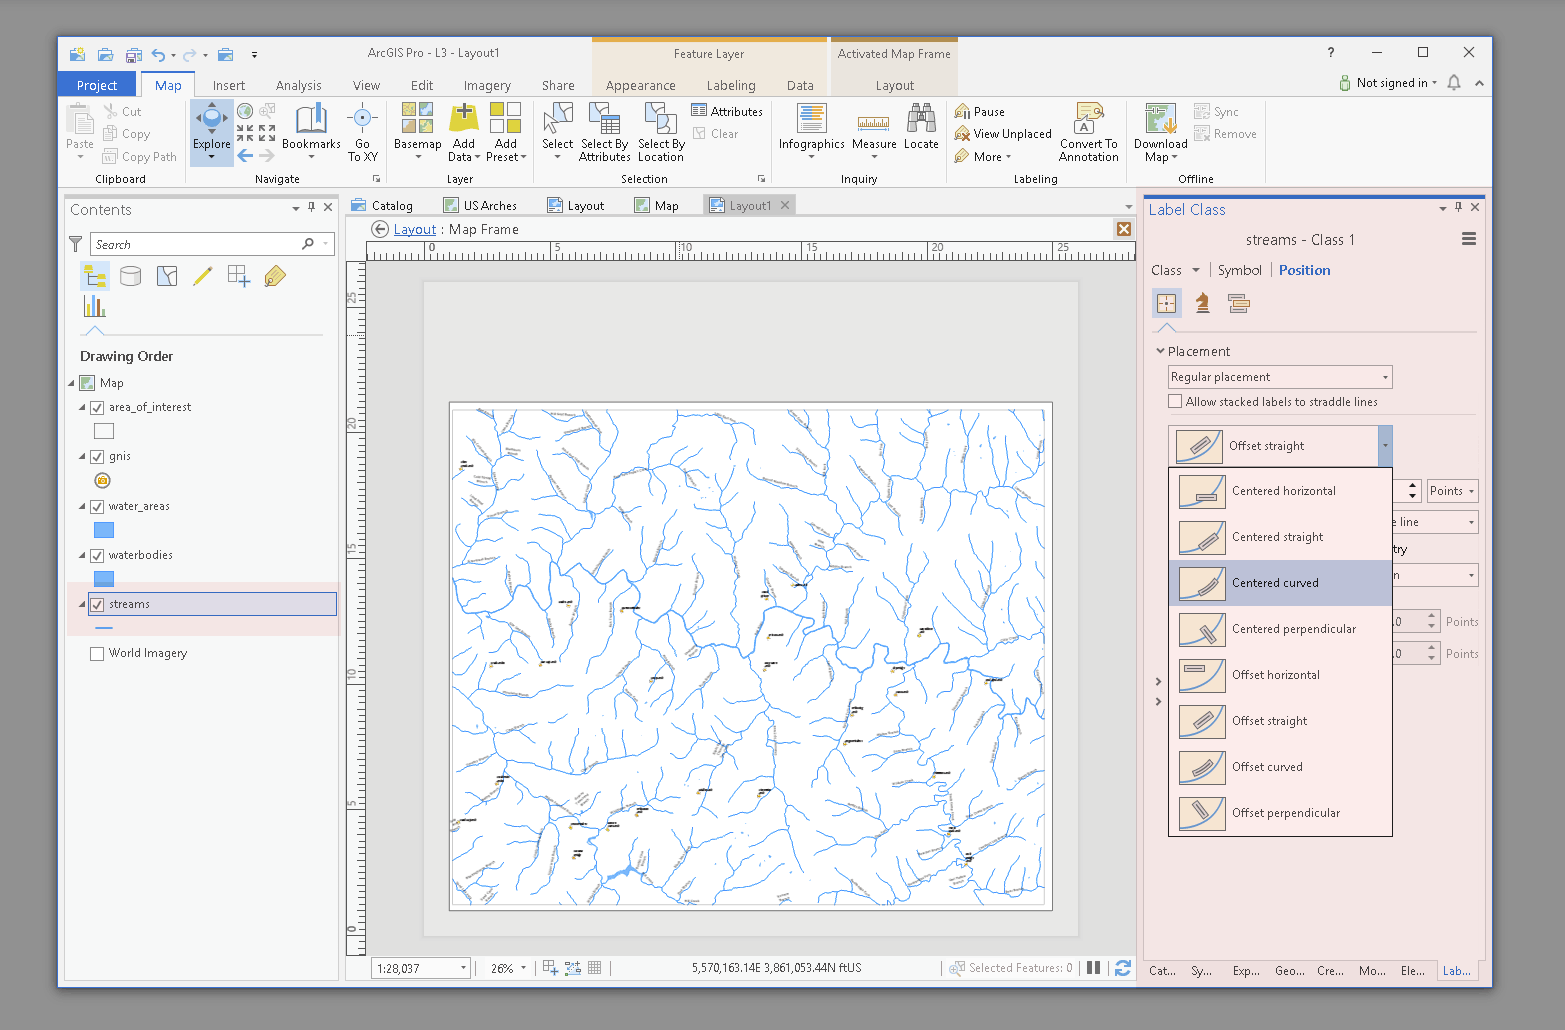 ArcGIS Pro - L3 - Layout1
Feature Layer
Activated Map Frame
?
Project
Map
Insert
Analysis
View
Edit
Imagery
Share
Appearance
Labeling
Data
Layout
Not signed in
Paste
Cut
Copy
Copy Path
Clipboard
Explore
Bookmarks
Go
To XY
Navigate
Basemap
Add
Data
Add
Preset
Layer
Select
Select By
Attributes
Select By
Location
Attributes
Clear
Selection
Infographics
Measure
Locate
Inquiry
Pause
View Unplaced
More
Convert To
Annotation
Labeling
Download
Map
Sync
Remove
Offline
Contents
Search
Drawing Order
Map
area_of_interest
gnis
water_areas
waterbodies
streams
World Imagery
Catalog
US Arches
Layout
Map
Layout1
Layout : Map Frame
0
5
10
15
20
25
25
20
15
10
5
0
1:28,037
26%
5,570,163.14E 3,861,053.44N ftUS
Selected Features: 0
Label Class
streams - Class 1
Class
Symbol
Position
Placement
Regular placement
Allow stacked labels to straddle lines
Offset straight
Centered horizontal
Points
Centered straight
e line
try
Centered curved
n
Centered perpendicular
.0 Points
Offset horizontal
.0 Points
Offset straight
Offset curved
Offset perpendicular
Cat...
Sy...
Exp...
Geo...
Cre...
Mo...
Ele...
Lab...